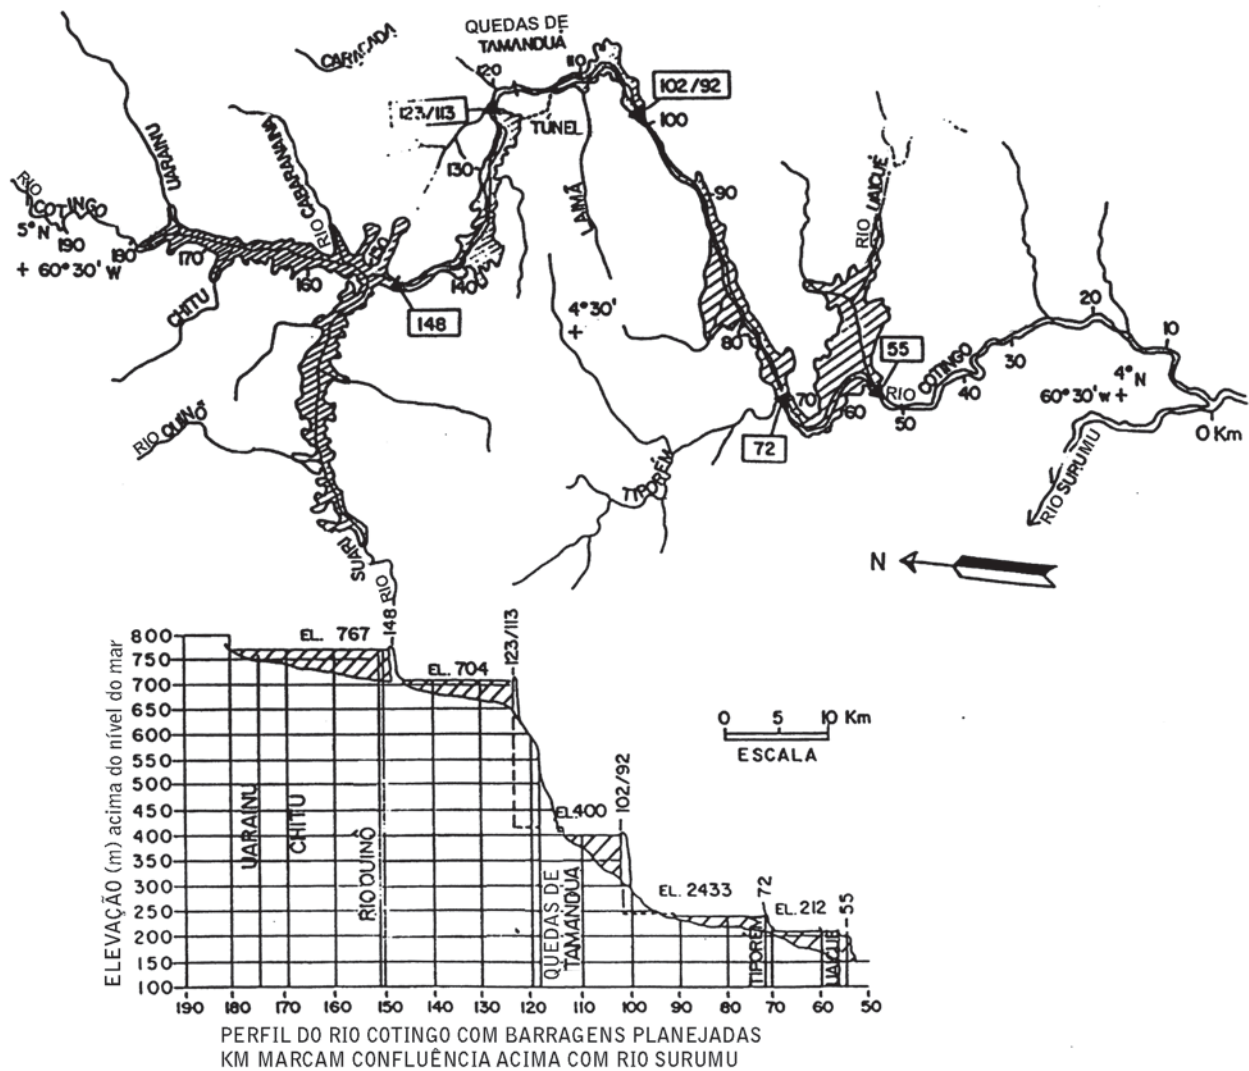 QUEDAS DE
TAMANDUÁ
CARAÇADA
120
110
102/92
123/113
100
TÚNEL
130
UARAINU
RIO CABARANAINA
LAIMÃ
90
RIO UAICUÉ
RIO
COTINGO
5° N
190
180
170
+ 60° 30' W
160
150
140
148
CHITU
4° 30'
+
80
55
20
10
30
RIO COTINGO
40
4° N
60° 30' W +
70
60
50
72
0 Km
RIO QUINÔ
TIPORÉM
RIO SURUMU
SUARI
RIO
N
ELEVAÇÃO (m) acima do nível do mar
800
750
700
650
600
550
500
450
400
350
300
250
200
150
100
EL. 767
148
EL. 704
123/113
EL.400
102/92
EL. 2433
72
EL.212
55
UARAINU
CHITU
RIO QUINÔ
QUEDAS DE
TAMANDUA
TIPOREM
UAICUÉ
0 5 10 Km
ESCALA
190 180 170 160 150 140 130 120 110 100 90 80 70 60 50
PERFIL DO RIO COTINGO COM BARRAGENS PLANEJADAS
KM MARCAM CONFLUÊNCIA ACIMA COM RIO SURUMU